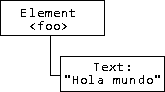 Element
<foo>
Text:
"Hola mundo"